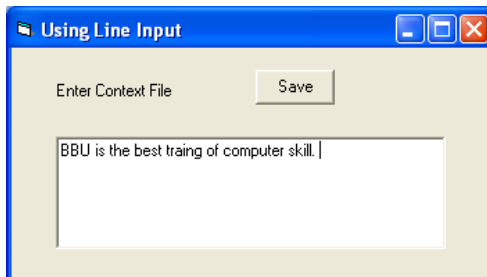 Using Line Input
Enter Context File
Save
BBU is the best traing of computer skill.